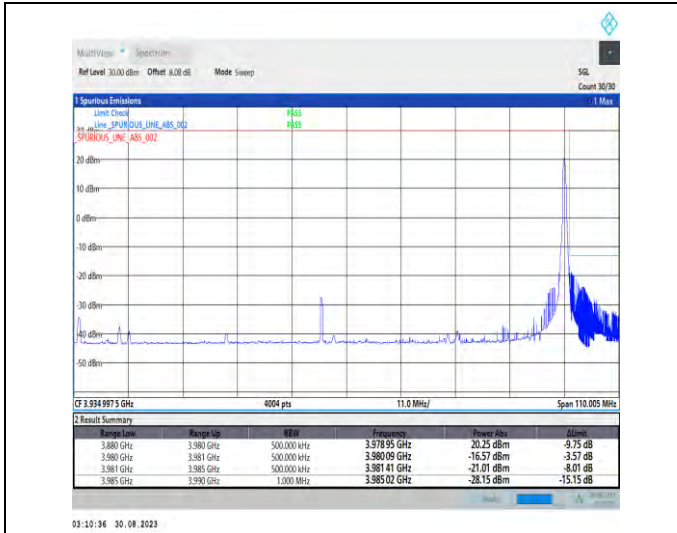 MultiView Spectrum
Ref Level 30.00 dBm Offset 8.08 dB Mode Sweep SGL
Count 30/30
1 Spurious Emissions 1 Max
Limit Check PASS
Line _SPURIOUS_LINE_ABS_002 PASS
_SPURIOUS_LINE_ABS_002
20 dBm
10 dBm
0 dBm
-10 dBm
-20 dBm
-30 dBm
-40 dBm
-50 dBm
CF 3.934 997 5 GHz 4004 pts 11.0 MHz/ Span 110.005 MHz
2 Result Summary
Range Low Range Up RBW Frequency Power Abs ΔLimit
3.880 GHz 3.980 GHz 500.000 kHz 3.978 95 GHz 20.25 dBm -9.75 dB
3.980 GHz 3.981 GHz 500.000 kHz 3.980 09 GHz -16.57 dBm -3.57 dB
3.981 GHz 3.985 GHz 500.000 kHz 3.981 41 GHz -21.01 dBm -8.01 dB
3.985 GHz 3.990 GHz 1.000 MHz 3.985 02 GHz -28.15 dBm -15.15 dB
03:10:36 30.08.2023